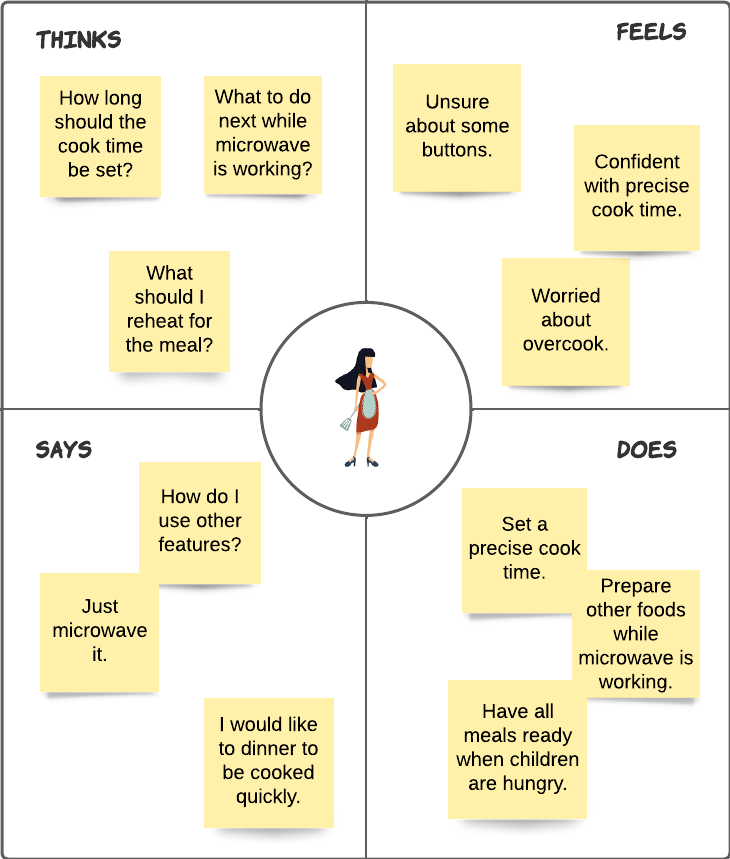 THINKS
How long
should the
cook time
be set?
What to do
next while
microwave
is working?
What
should I
reheat for
the meal?
FEELS
Unsure
about some
buttons.
Confident
with precise
cook time.
Worried
about
overcook.
SAYS
How do I
use other
features?
Just
microwave
it.
I would like
to dinner to
be cooked
quickly.
DOES
Set a
precise cook
time.
Prepare
other foods
while
microwave is
working.
Have all
meals ready
when children
are hungry.